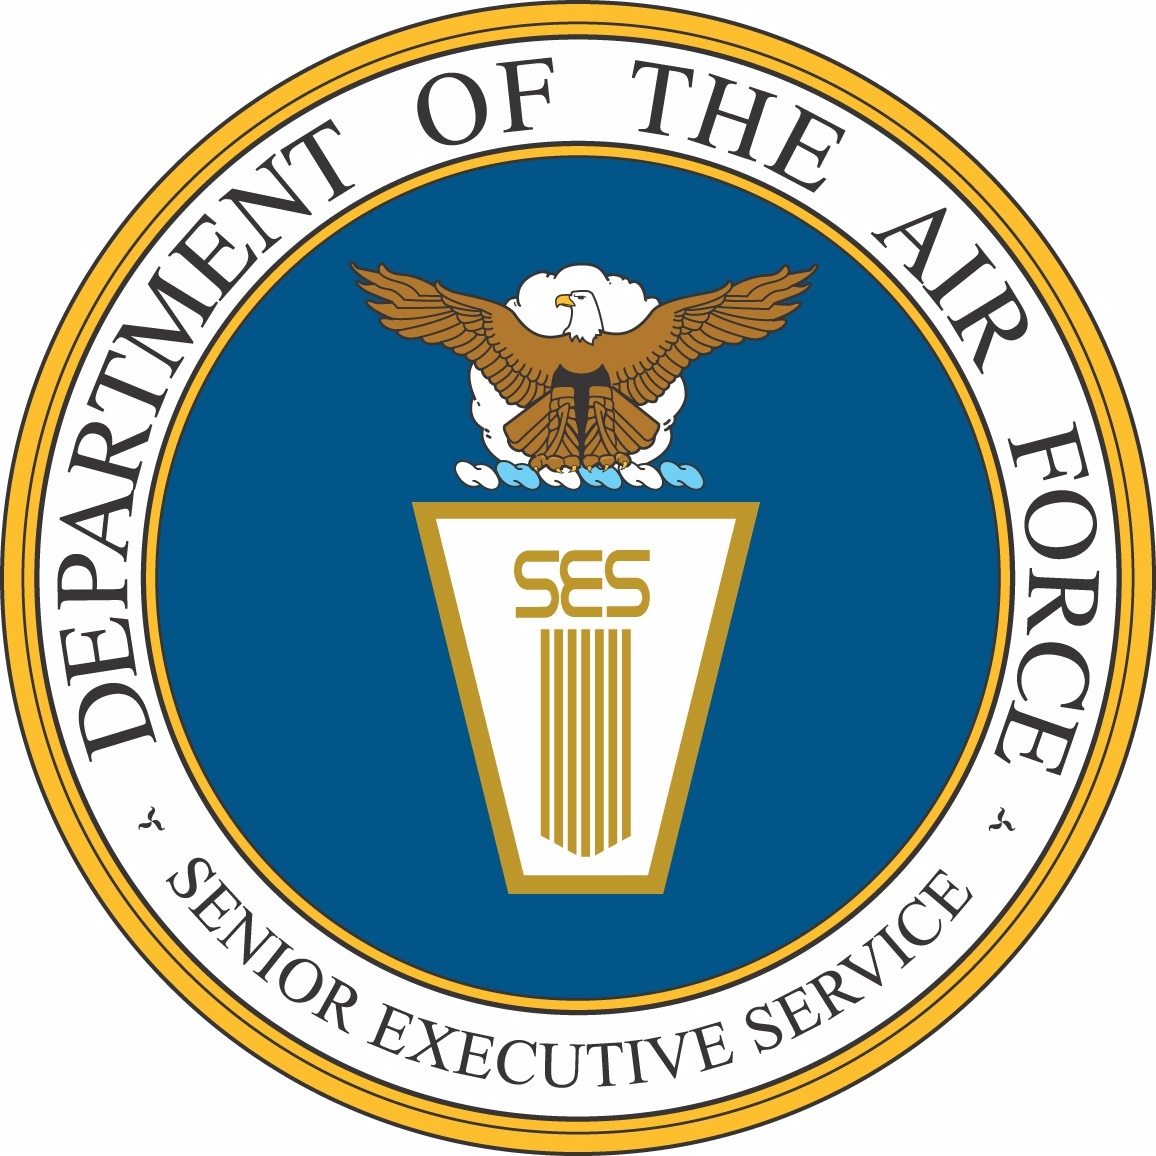 DEPARTMENT OF THE AIR FORCE
SES
SENIOR EXECUTIVE SERVICE